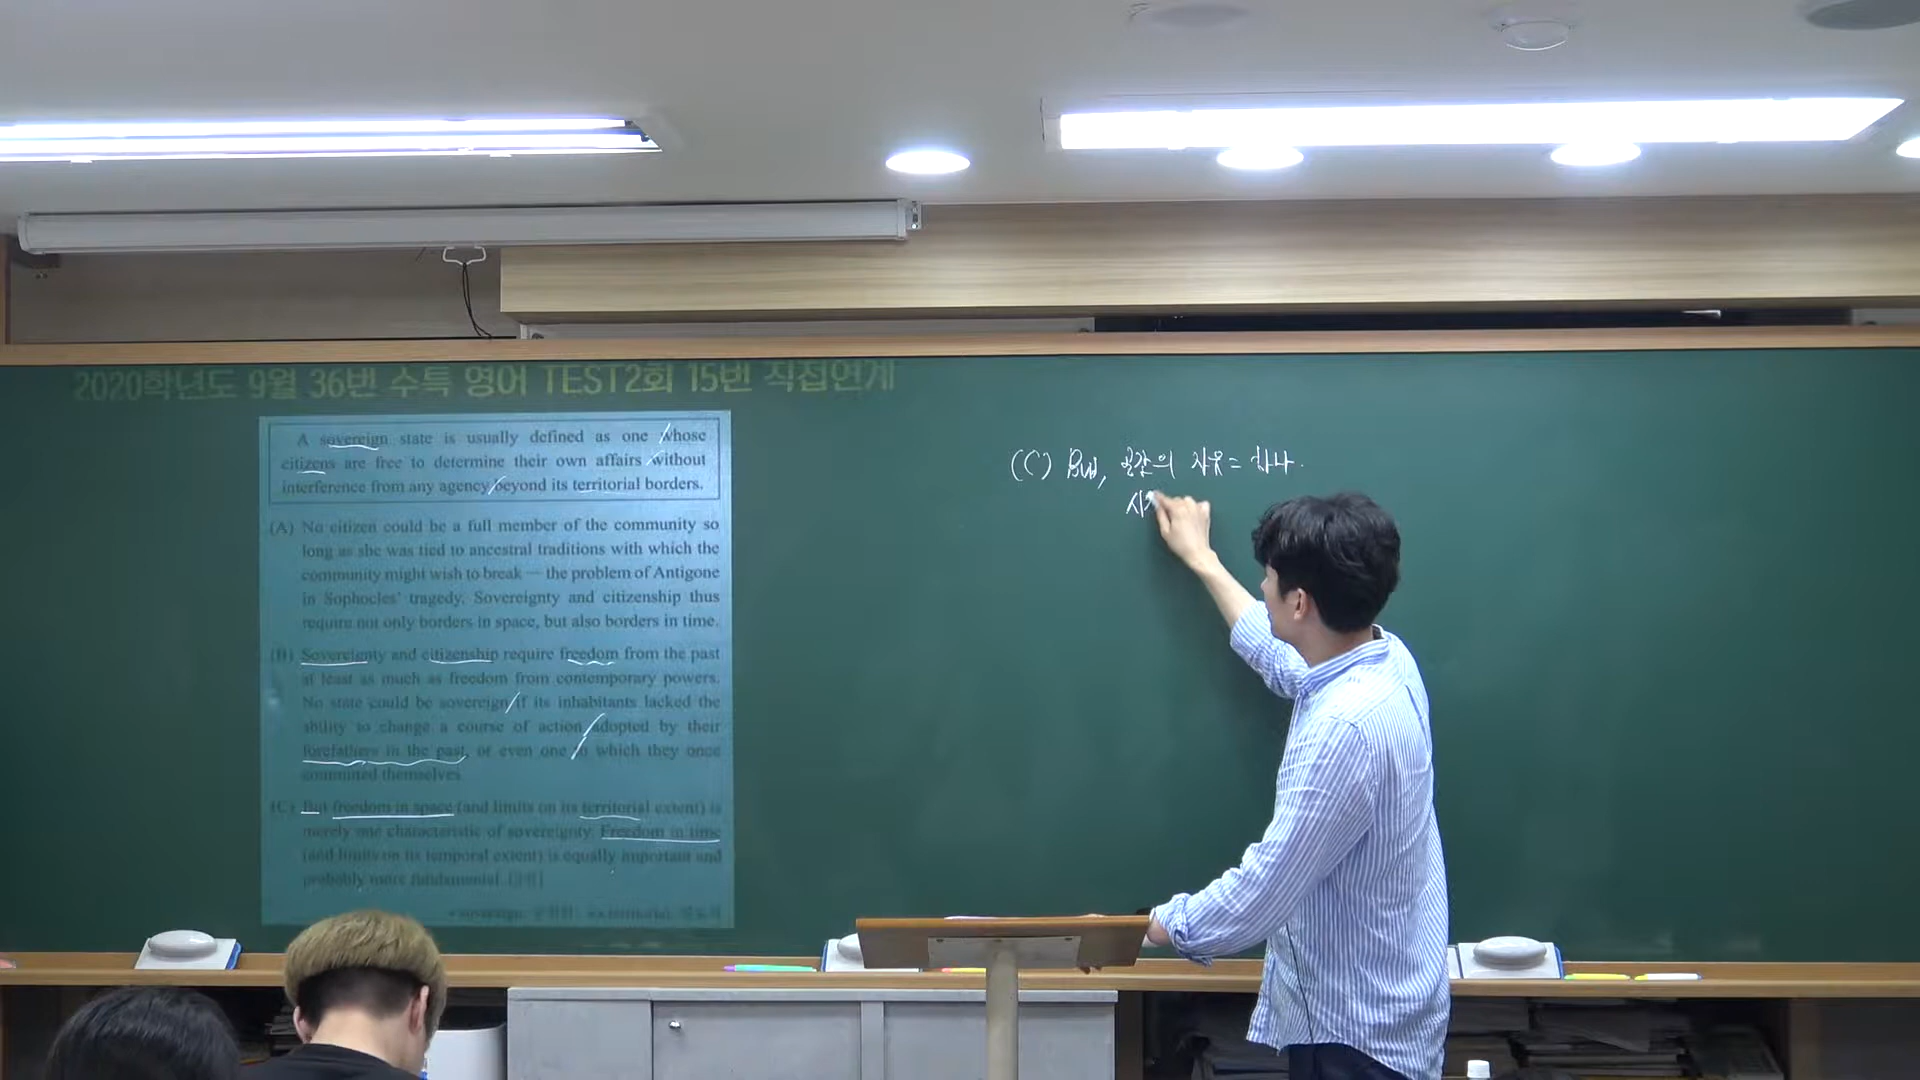 2020학년도 9월 36번 수특 영어 TEST2회 15번 직접연계
A sovereign state is usually defined as one whose
citizens are free to determine their own affairs without
interference from any agency beyond its territorial borders.
(A) No citizen could be a full member of the community so
long as she was tied to ancestral traditions with which the
community might wish to break — the problem of Antigone
in Sophocles' tragedy. Sovereignty and citizenship thus
require not only borders in space, but also borders in time.
(B) Sovereignty and citizenship require freedom from the past
at least as much as freedom from contemporary powers.
No state could be sovereign if its inhabitants lacked the
ability to change a course of action adopted by their
forefathers in the past, or even one to which they once
committed themselves.
(C) But freedom in space (and limits on its territorial extent) is
merely one characteristic of sovereignty. Freedom in time
(and limits on its temporal extent) is equally important and
probably more fundamental.
(C) But, 공간의 자유 = 하나.
시